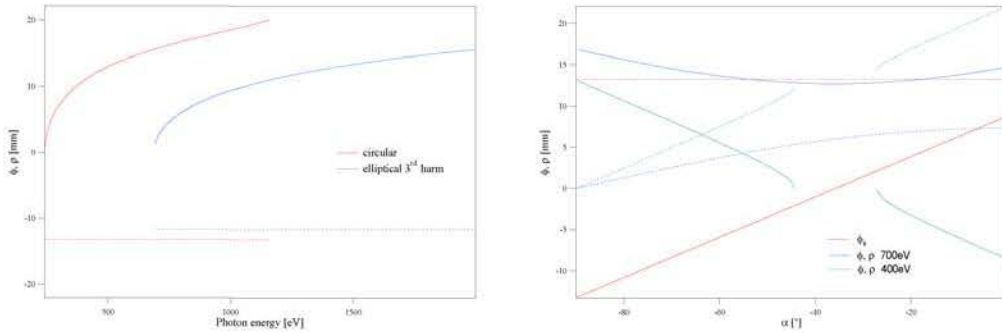 20
10
0
-10
-20
ϕ, ρ [mm]
circular
elliptical 3rd harm
500
1000
1500
Photon energy [eV]
20
15
10
5
0
-5
-10
ϕ, ρ [mm]
ϕ, ρ 700eV
ϕ, ρ 400eV
-80
-60
-40
-20
α [°]